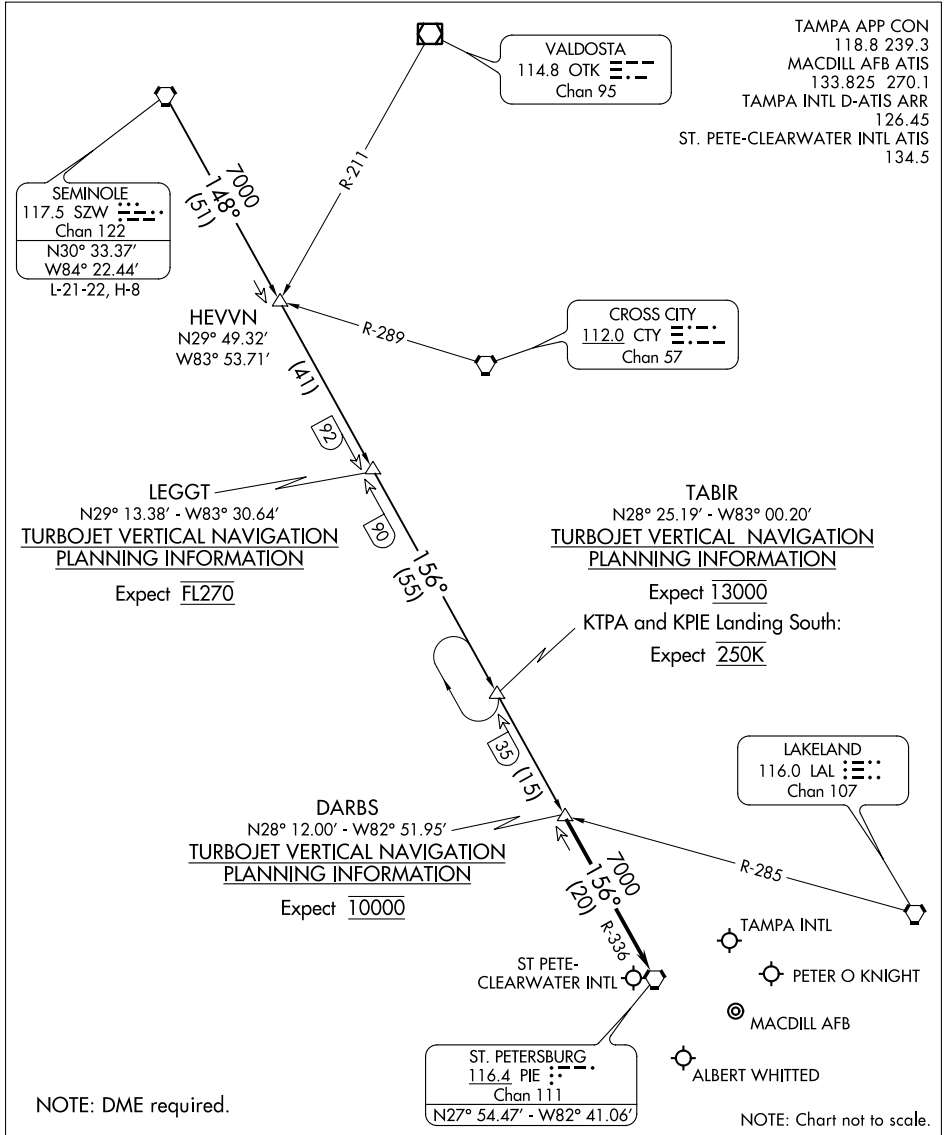 TAMPA APP CON
118.8 239.3
MACDILL AFB ATIS
133.825 270.1
TAMPA INTL D-ATIS ARR
126.45
ST. PETE-CLEARWATER INTL ATIS
134.5
VALDOSTA
114.8 OTK
Chan 95
R-211
SEMINOLE
117.5 SZW
Chan 122
N30° 33.37′
W84° 22.44′
L-21-22, H-8
7000
148°
(51)
HEVVN
N29° 49.32′
W83° 53.71′
R-289
CROSS CITY
112.0 CTY
Chan 57
(41)
92
LEGGT
N29° 13.38′ - W83° 30.64′
TURBOJET VERTICAL NAVIGATION
PLANNING INFORMATION
Expect FL270
90
156°
(55)
TABIR
N28° 25.19′ - W83° 00.20′
TURBOJET VERTICAL NAVIGATION
PLANNING INFORMATION
Expect 13000
KTPA and KPIE Landing South:
Expect 250K
35
(15)
LAKELAND
116.0 LAL
Chan 107
R-285
DARBS
N28° 12.00′ - W82° 51.95′
TURBOJET VERTICAL NAVIGATION
PLANNING INFORMATION
Expect 10000
7000
156°
(20)
R-336
TAMPA INTL
ST PETE-
CLEARWATER INTL
PETER O KNIGHT
MACDILL AFB
ALBERT WHITTED
ST. PETERSBURG
116.4 PIE
Chan 111
N27° 54.47′ - W82° 41.06′
NOTE: DME required.
NOTE: Chart not to scale.